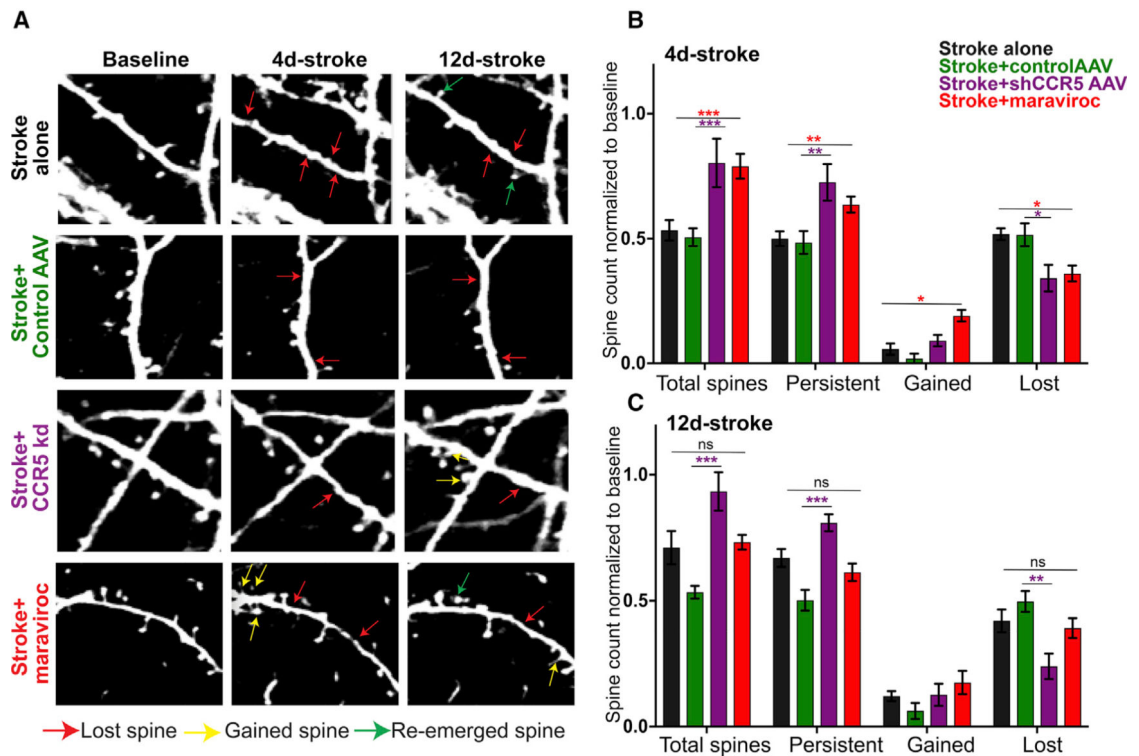 A
Baseline
4d-stroke
12d-stroke
Stroke
alone
Stroke+
Control AAV
Stroke+
CCR5 kd
Stroke+
maraviroc
Lost spine
Gained spine
Re-emerged spine
B
4d-stroke
Stroke alone
Stroke+controlAAV
Stroke+shCCR5 AAV
Stroke+maraviroc
Spine count normalized to baseline
1.0
0.5
0.0
***
***
**
**
*
*
*
Total spines
Persistent
Gained
Lost
C
12d-stroke
Spine count normalized to baseline
1.0
0.5
0.0
ns
***
ns
***
ns
**
Total spines
Persistent
Gained
Lost